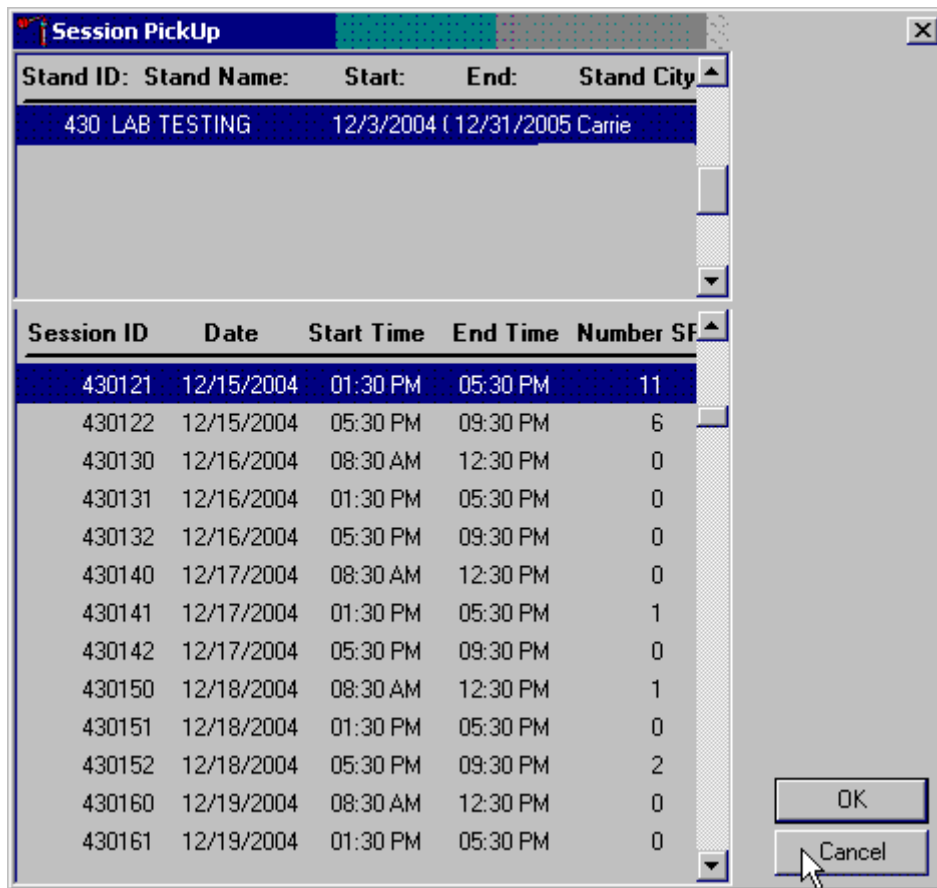 Session PickUp
Stand ID: Stand Name: Start: End: Stand City
430 LAB TESTING 12/3/2004 ( 12/31/2005 Carrie
Session ID Date Start Time End Time Number SP
430121 12/15/2004 01:30 PM 05:30 PM 11
430122 12/15/2004 05:30 PM 09:30 PM 6
430130 12/16/2004 08:30 AM 12:30 PM 0
430131 12/16/2004 01:30 PM 05:30 PM 0
430132 12/16/2004 05:30 PM 09:30 PM 0
430140 12/17/2004 08:30 AM 12:30 PM 0
430141 12/17/2004 01:30 PM 05:30 PM 1
430142 12/17/2004 05:30 PM 09:30 PM 0
430150 12/18/2004 08:30 AM 12:30 PM 1
430151 12/18/2004 01:30 PM 05:30 PM 0
430152 12/18/2004 05:30 PM 09:30 PM 2
430160 12/19/2004 08:30 AM 12:30 PM 0
430161 12/19/2004 01:30 PM 05:30 PM 0
OK
Cancel